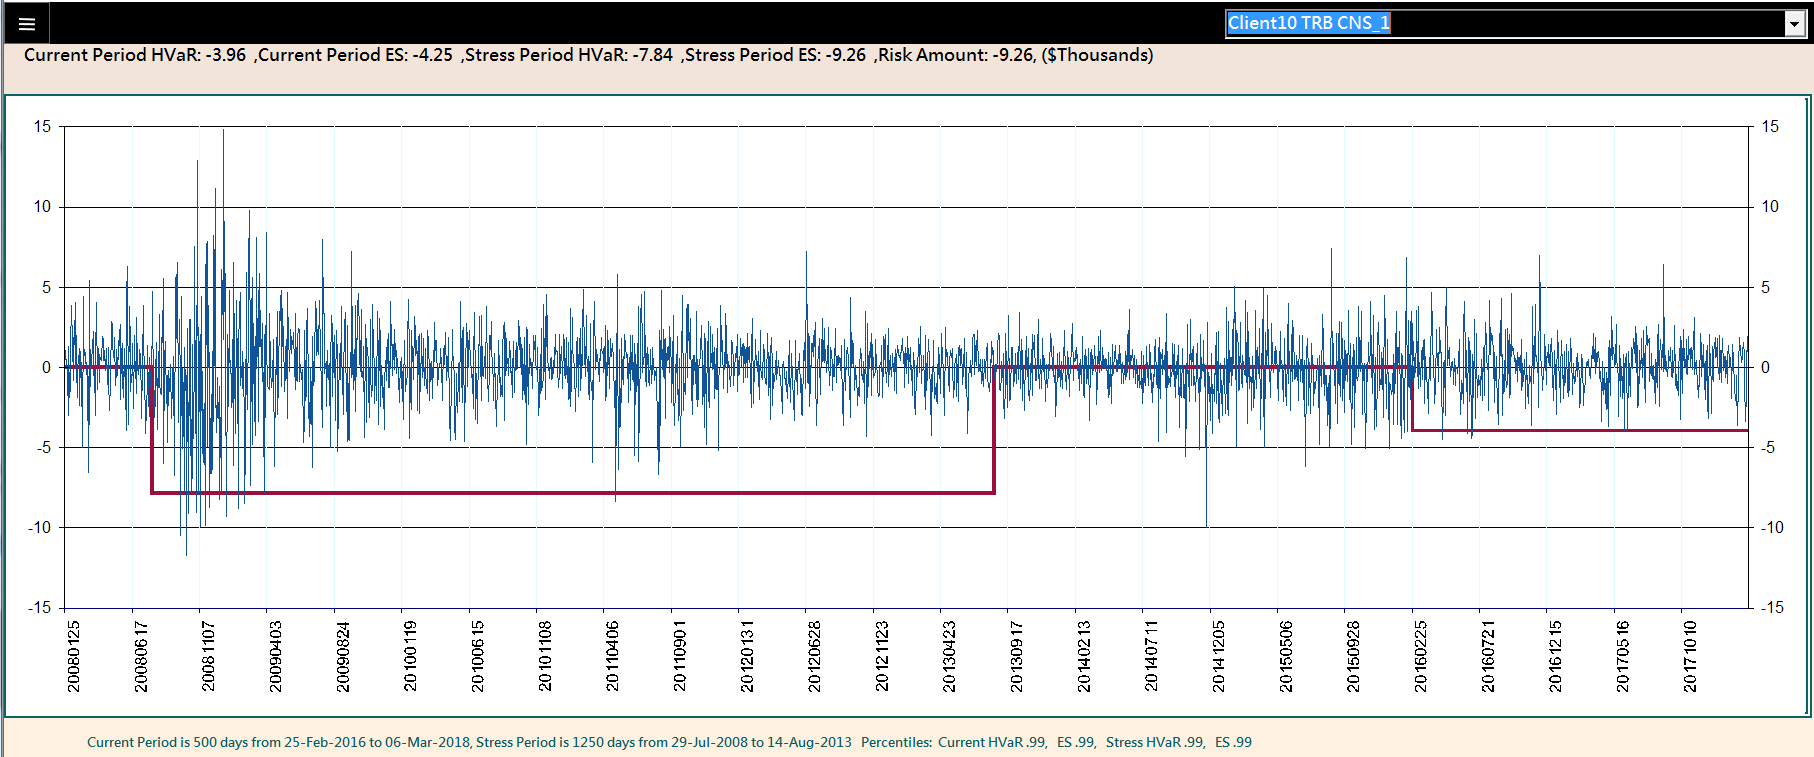 Client10 TRB CNS_1
Current Period HVaR: -3.96 ,Current Period ES: -4.25 ,Stress Period HVaR: -7.84 ,Stress Period ES: -9.26 ,Risk Amount: -9.26, ($Thousands)
15 15
10 10
5 5
0 0
-5 -5
-10 -10
-15 -15
20080125 20080617 20081107 20090403 20090824 20100119 20100615 20101108 20110406 20110901 20120131 20120628 20121123 20130423 20130917 20140213 20140711 20141205 20150506 20150928 20160225 20160721 20161215 20170516 20171010
Current Period is 500 days from 25-Feb-2016 to 06-Mar-2018, Stress Period is 1250 days from 29-Jul-2008 to 14-Aug-2013 Percentiles: Current HVaR .99, ES .99, Stress HVaR .99, ES .99